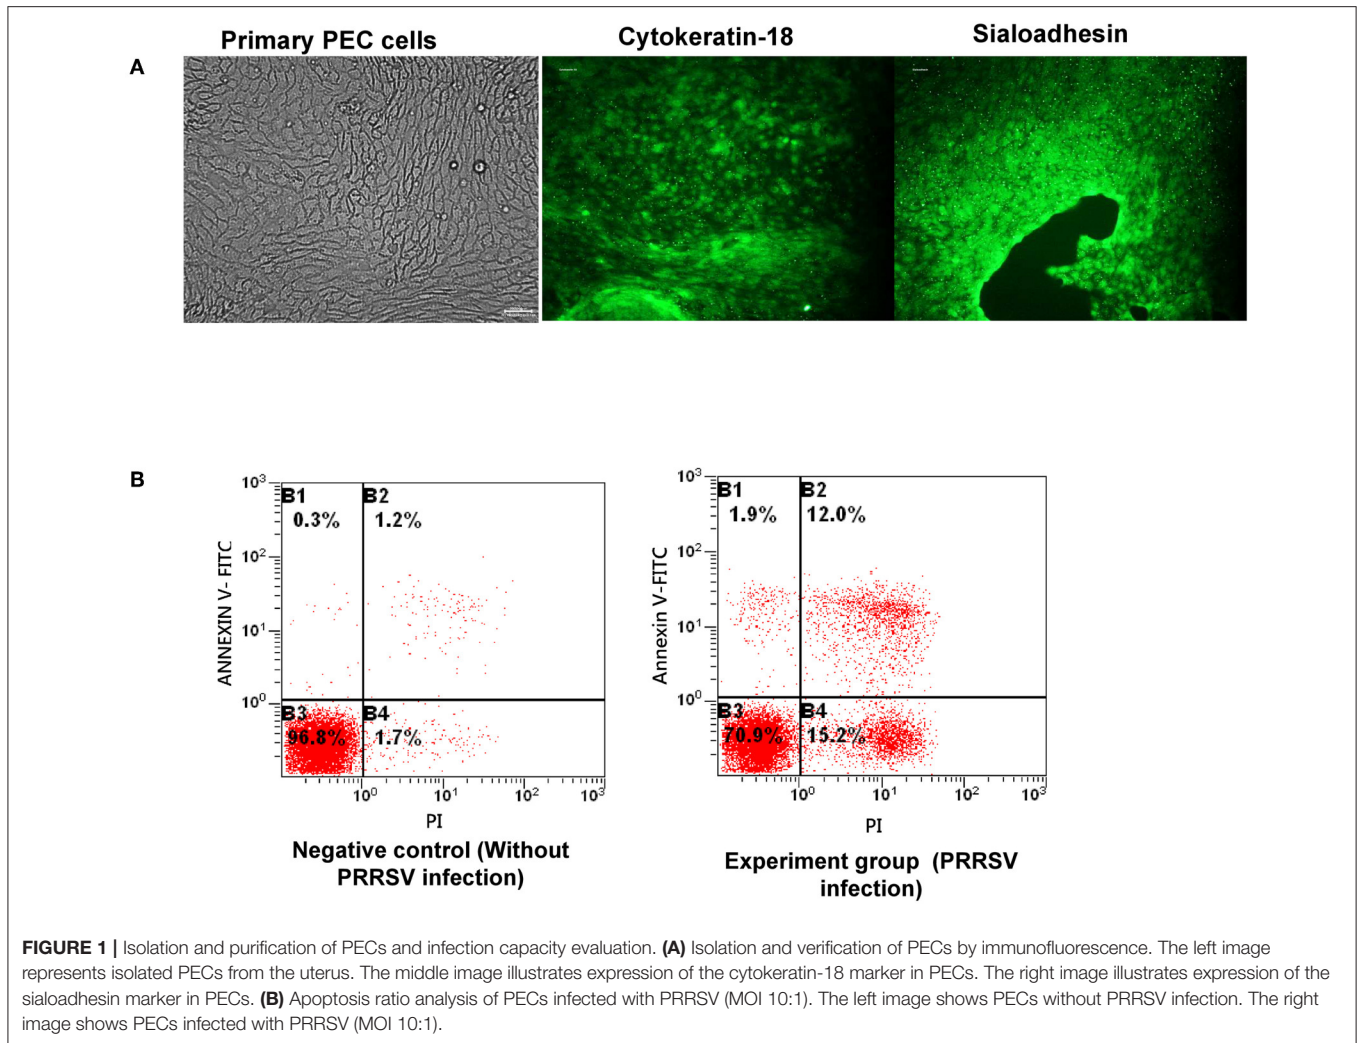 Primary PEC cells
Cytokeratin-18
Sialoadhesin
A
B
10³
10²
10¹
10⁰
ANNEXIN V- FITC
B1
0.3%
B2
1.2%
B3
96.8%
B4
1.7%
10⁰
10¹
10²
10³
PI
Negative control (Without
PRRSV infection)
10³
10²
10¹
10⁰
Annexin V-FITC
B1
1.9%
B2
12.0%
B3
70.9%
B4
15.2%
10⁰
10¹
10²
10³
PI
Experiment group (PRRSV
infection)
FIGURE 1 | Isolation and purification of PECs and infection capacity evaluation. (A) Isolation and verification of PECs by immunofluorescence. The left image
represents isolated PECs from the uterus. The middle image illustrates expression of the cytokeratin-18 marker in PECs. The right image illustrates expression of the
sialoadhesin marker in PECs. (B) Apoptosis ratio analysis of PECs infected with PRRSV (MOI 10:1). The left image shows PECs without PRRSV infection. The right
image shows PECs infected with PRRSV (MOI 10:1).